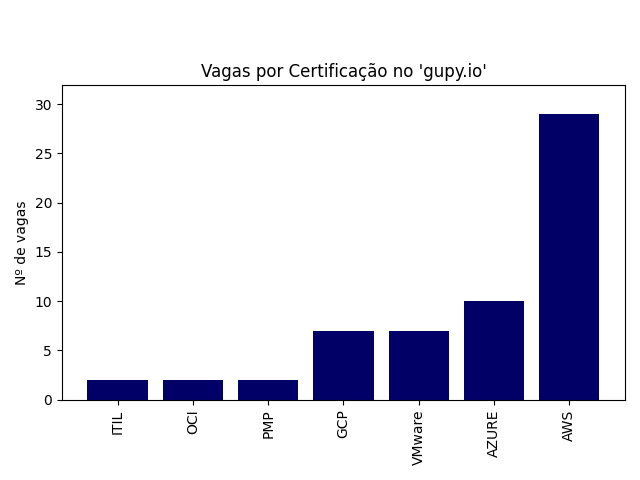 Vagas por Certificação no 'gupy.io'
30
25
20
15
10
5
0
Nº de vagas
ITIL
OCI
PMP
GCP
VMware
AZURE
AWS